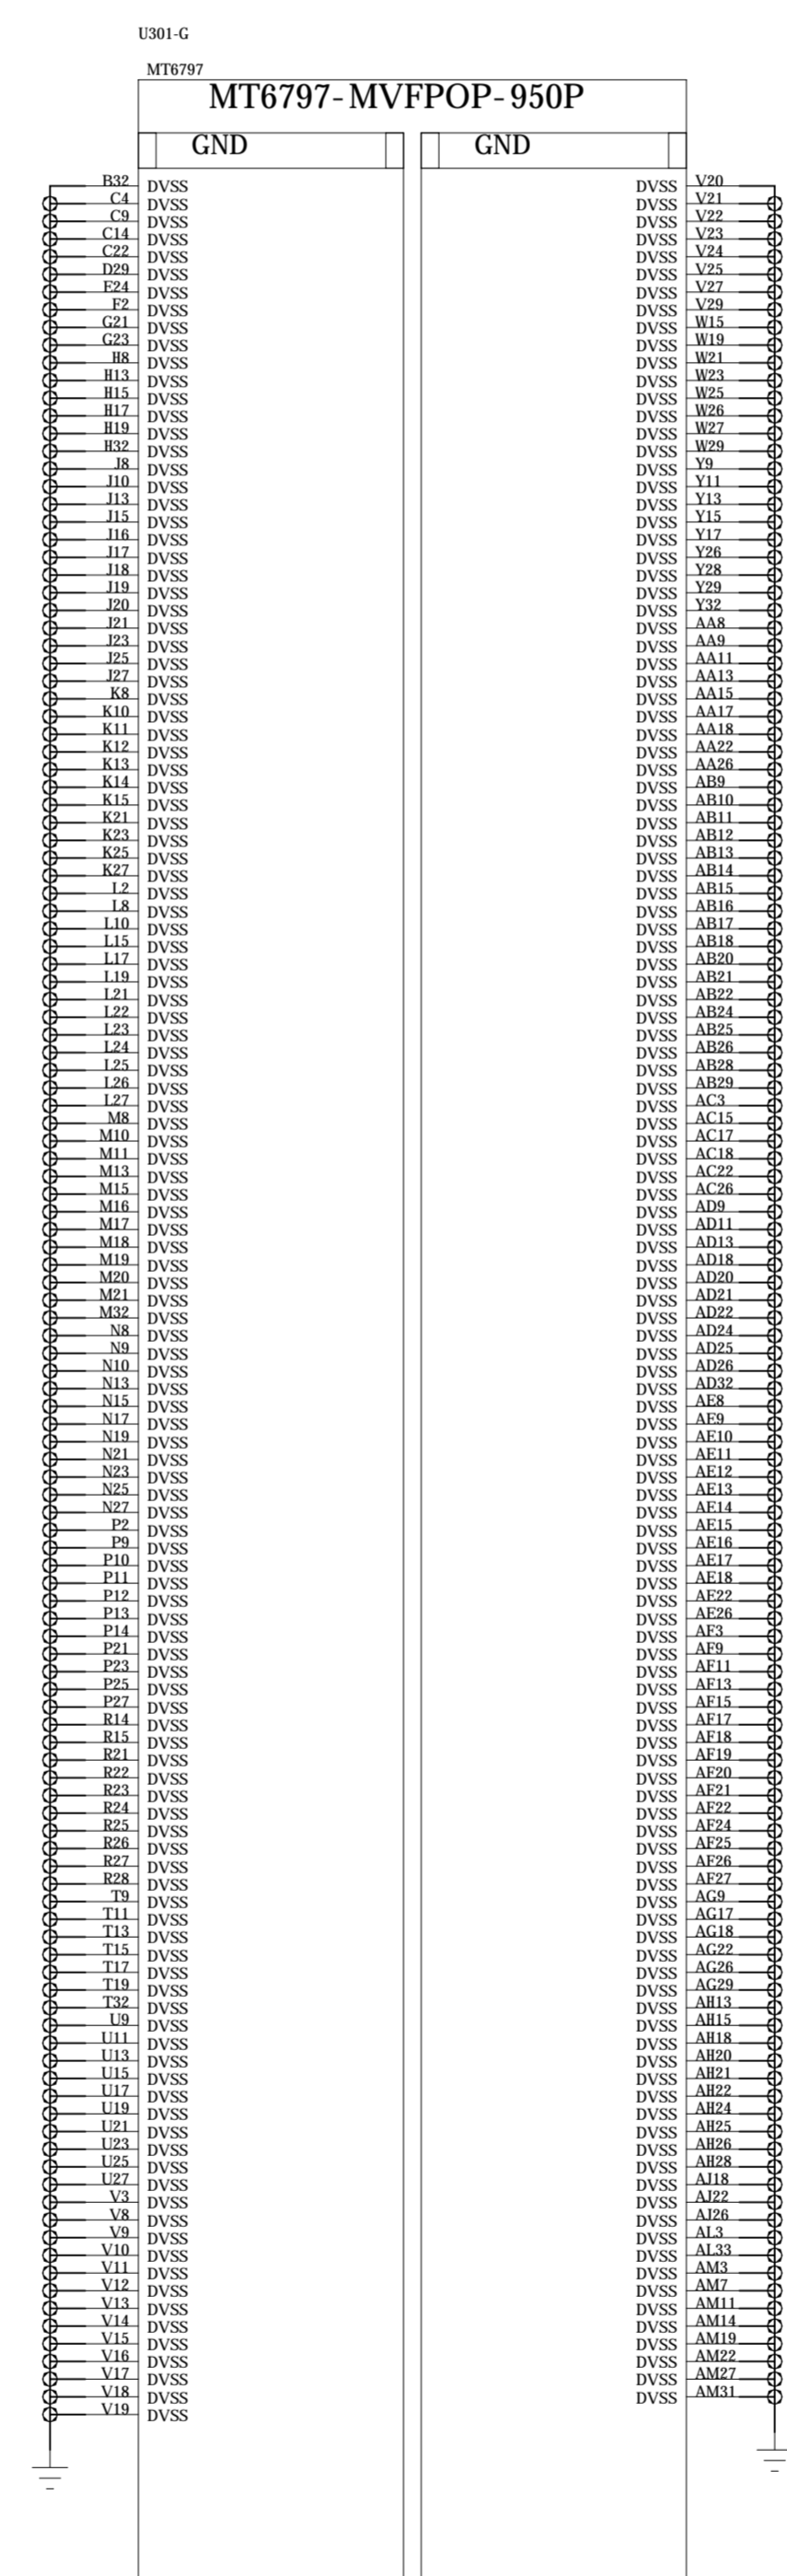 U301-G
MT6797
MT6797-MVFPOP-950P
GND
B32 DVSS
C4 DVSS
C9 DVSS
C14 DVSS
C22 DVSS
D29 DVSS
E24 DVSS
F2 DVSS
G21 DVSS
G23 DVSS
H8 DVSS
H13 DVSS
H15 DVSS
H17 DVSS
H19 DVSS
H32 DVSS
J8 DVSS
J10 DVSS
J13 DVSS
J15 DVSS
J16 DVSS
J17 DVSS
J18 DVSS
J19 DVSS
J20 DVSS
J21 DVSS
J23 DVSS
J25 DVSS
J27 DVSS
K8 DVSS
K10 DVSS
K11 DVSS
K12 DVSS
K13 DVSS
K14 DVSS
K15 DVSS
K21 DVSS
K23 DVSS
K25 DVSS
K27 DVSS
L2 DVSS
L8 DVSS
L10 DVSS
L15 DVSS
L17 DVSS
L19 DVSS
L21 DVSS
L22 DVSS
L23 DVSS
L24 DVSS
L25 DVSS
L26 DVSS
L27 DVSS
M8 DVSS
M10 DVSS
M11 DVSS
M13 DVSS
M15 DVSS
M16 DVSS
M17 DVSS
M18 DVSS
M19 DVSS
M20 DVSS
M21 DVSS
M32 DVSS
N8 DVSS
N9 DVSS
N10 DVSS
N13 DVSS
N15 DVSS
N17 DVSS
N19 DVSS
N21 DVSS
N23 DVSS
N25 DVSS
N27 DVSS
P2 DVSS
P9 DVSS
P10 DVSS
P11 DVSS
P12 DVSS
P13 DVSS
P14 DVSS
P21 DVSS
P23 DVSS
P25 DVSS
P27 DVSS
R14 DVSS
R15 DVSS
R21 DVSS
R22 DVSS
R23 DVSS
R24 DVSS
R25 DVSS
R26 DVSS
R27 DVSS
R28 DVSS
T9 DVSS
T11 DVSS
T13 DVSS
T15 DVSS
T17 DVSS
T19 DVSS
T32 DVSS
U9 DVSS
U11 DVSS
U13 DVSS
U15 DVSS
U17 DVSS
U19 DVSS
U21 DVSS
U23 DVSS
U25 DVSS
U27 DVSS
V3 DVSS
V8 DVSS
V9 DVSS
V10 DVSS
V11 DVSS
V12 DVSS
V13 DVSS
V14 DVSS
V15 DVSS
V16 DVSS
V17 DVSS
V18 DVSS
V19 DVSS
GND
DVSS V20
DVSS V21
DVSS V22
DVSS V23
DVSS V24
DVSS V25
DVSS V27
DVSS V29
DVSS W15
DVSS W19
DVSS W21
DVSS W23
DVSS W25
DVSS W26
DVSS W27
DVSS W29
DVSS Y9
DVSS Y11
DVSS Y13
DVSS Y15
DVSS Y17
DVSS Y26
DVSS Y28
DVSS Y29
DVSS Y32
DVSS AA8
DVSS AA9
DVSS AA11
DVSS AA13
DVSS AA15
DVSS AA17
DVSS AA18
DVSS AA22
DVSS AA26
DVSS AB9
DVSS AB10
DVSS AB11
DVSS AB12
DVSS AB13
DVSS AB14
DVSS AB15
DVSS AB16
DVSS AB17
DVSS AB18
DVSS AB20
DVSS AB21
DVSS AB22
DVSS AB24
DVSS AB25
DVSS AB26
DVSS AB28
DVSS AB29
DVSS AC3
DVSS AC15
DVSS AC17
DVSS AC18
DVSS AC22
DVSS AC26
DVSS AD9
DVSS AD11
DVSS AD13
DVSS AD18
DVSS AD20
DVSS AD21
DVSS AD22
DVSS AD24
DVSS AD25
DVSS AD26
DVSS AD32
DVSS AE8
DVSS AE9
DVSS AE10
DVSS AE11
DVSS AE12
DVSS AE13
DVSS AE14
DVSS AE15
DVSS AE16
DVSS AE17
DVSS AE18
DVSS AE22
DVSS AE26
DVSS AF3
DVSS AF9
DVSS AF11
DVSS AF13
DVSS AF15
DVSS AF17
DVSS AF18
DVSS AF19
DVSS AF20
DVSS AF21
DVSS AF22
DVSS AF24
DVSS AF25
DVSS AF26
DVSS AF27
DVSS AG9
DVSS AG17
DVSS AG18
DVSS AG22
DVSS AG26
DVSS AG29
DVSS AH13
DVSS AH15
DVSS AH18
DVSS AH20
DVSS AH21
DVSS AH22
DVSS AH24
DVSS AH25
DVSS AH26
DVSS AH28
DVSS AJ18
DVSS AJ22
DVSS AJ26
DVSS AL3
DVSS AL33
DVSS AM3
DVSS AM7
DVSS AM11
DVSS AM14
DVSS AM19
DVSS AM22
DVSS AM27
DVSS AM31